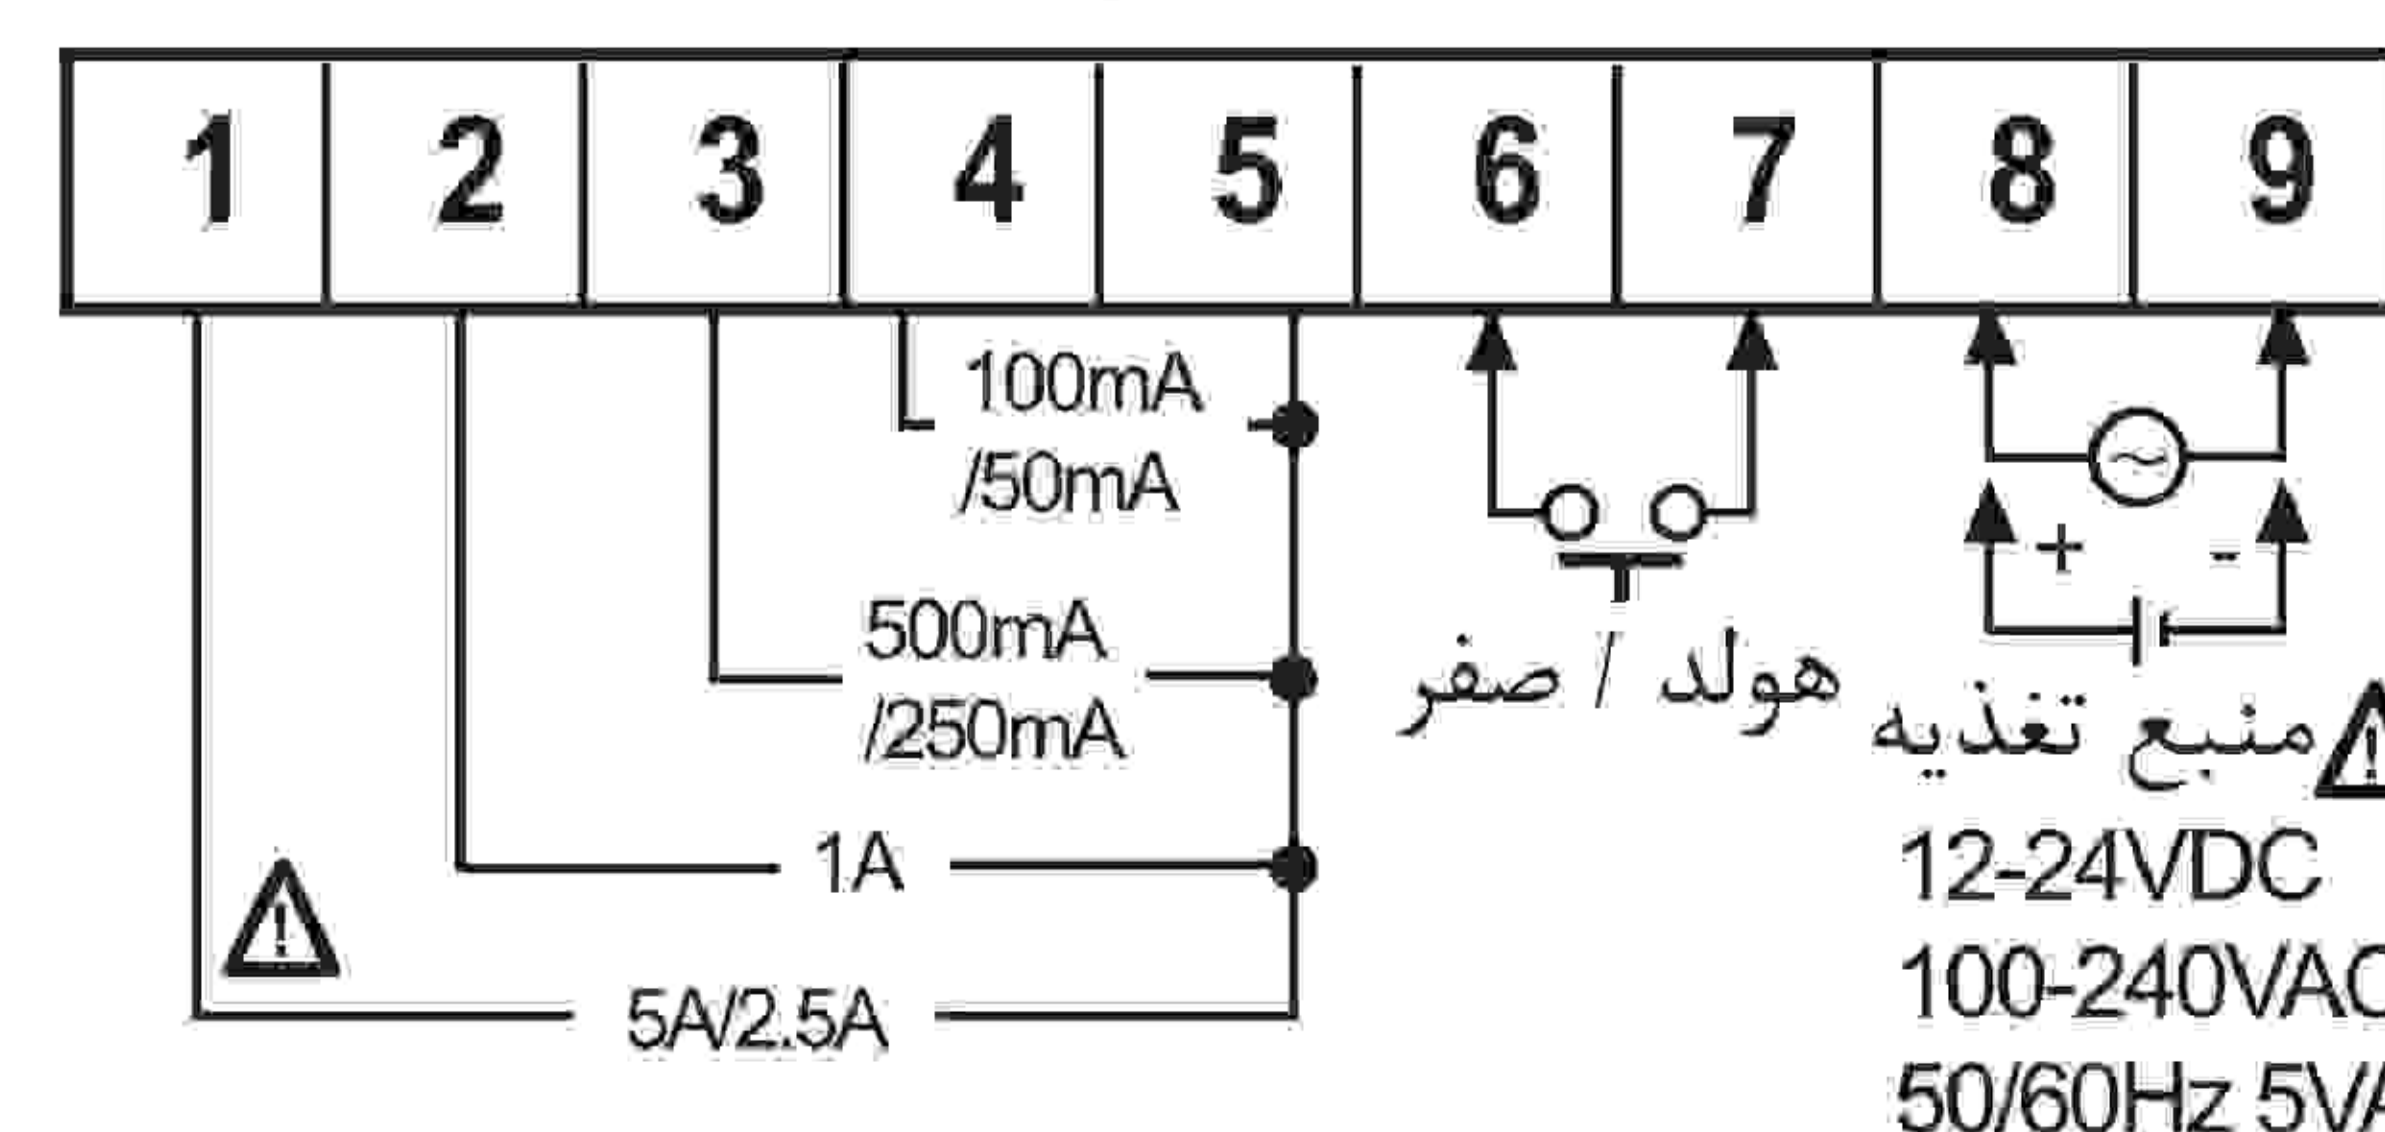 1 2 3 4 5 6 7 8 9
100mA
/50mA
500mA
/250mA
1A
5A/2.5A
هولد / صفر
+ -
منبع تغذیه
12-24VDC
100-240VAC
50/60Hz 5VA